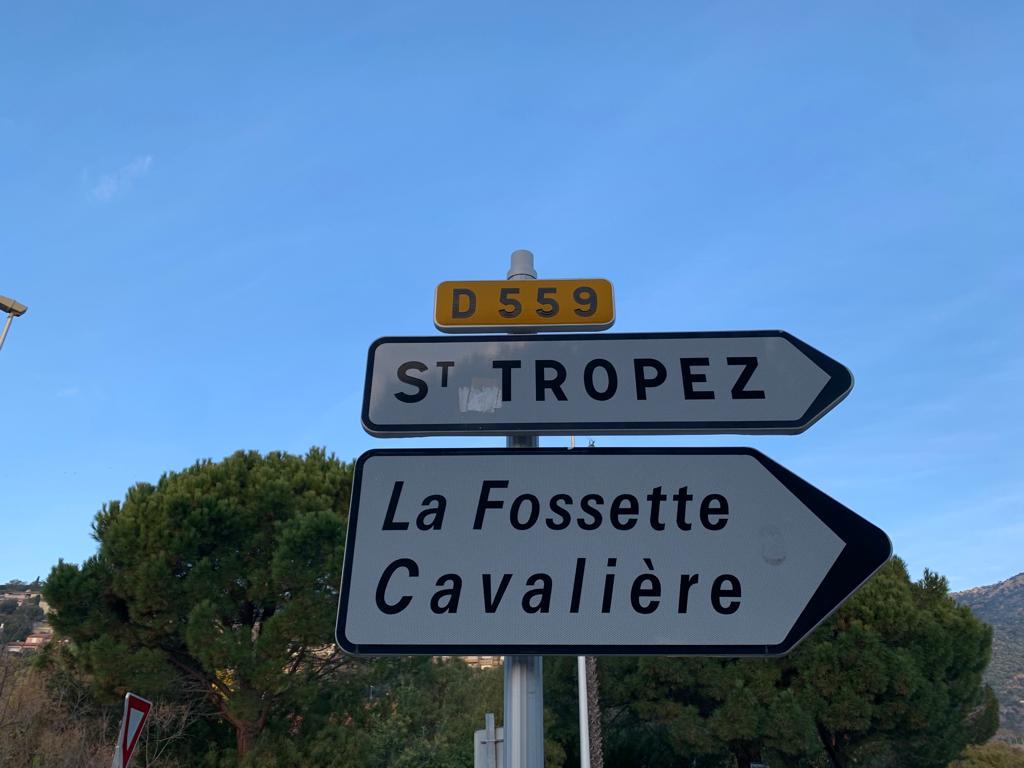 D 559
ST TROPEZ
La Fossette
Cavalière